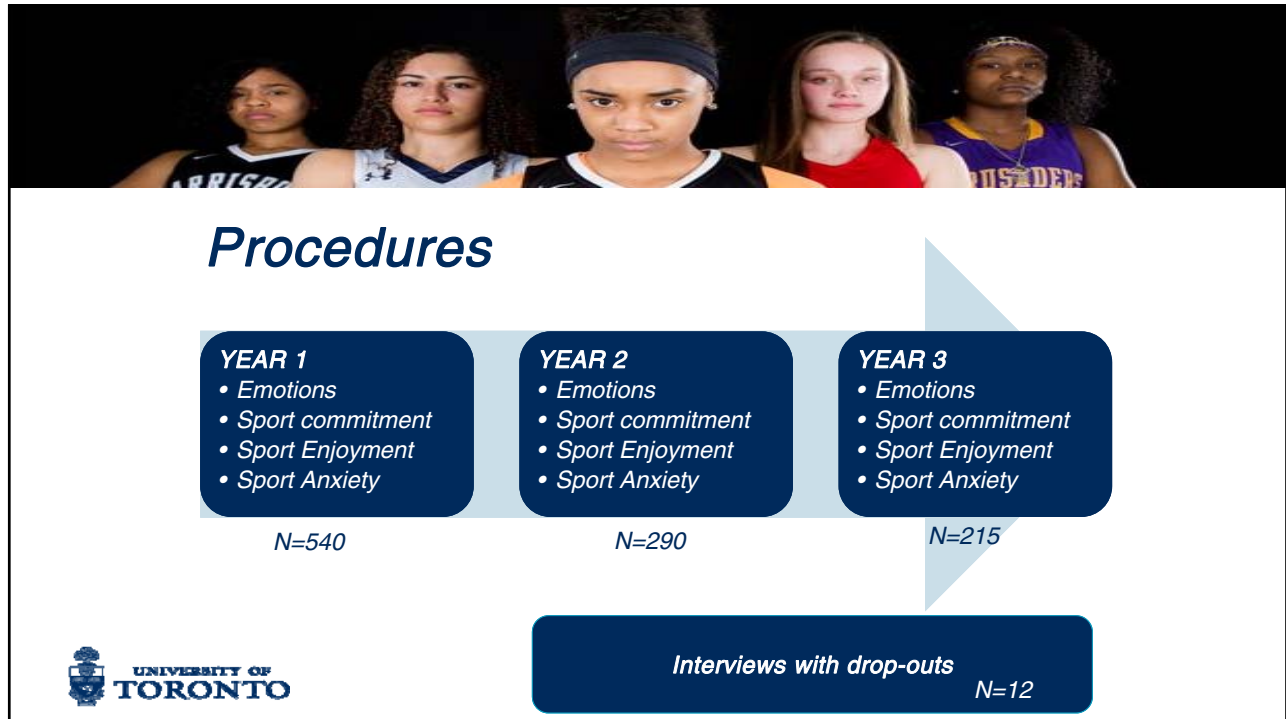 RUSADERS
Procedures
YEAR 1
• Emotions
• Sport commitment
• Sport Enjoyment
• Sport Anxiety
N=540
YEAR 2
• Emotions
• Sport commitment
• Sport Enjoyment
• Sport Anxiety
N=290
YEAR 3
• Emotions
• Sport commitment
• Sport Enjoyment
• Sport Anxiety
N=215
Interviews with drop-outs
N=12
UNIVERSITY OF
TORONTO